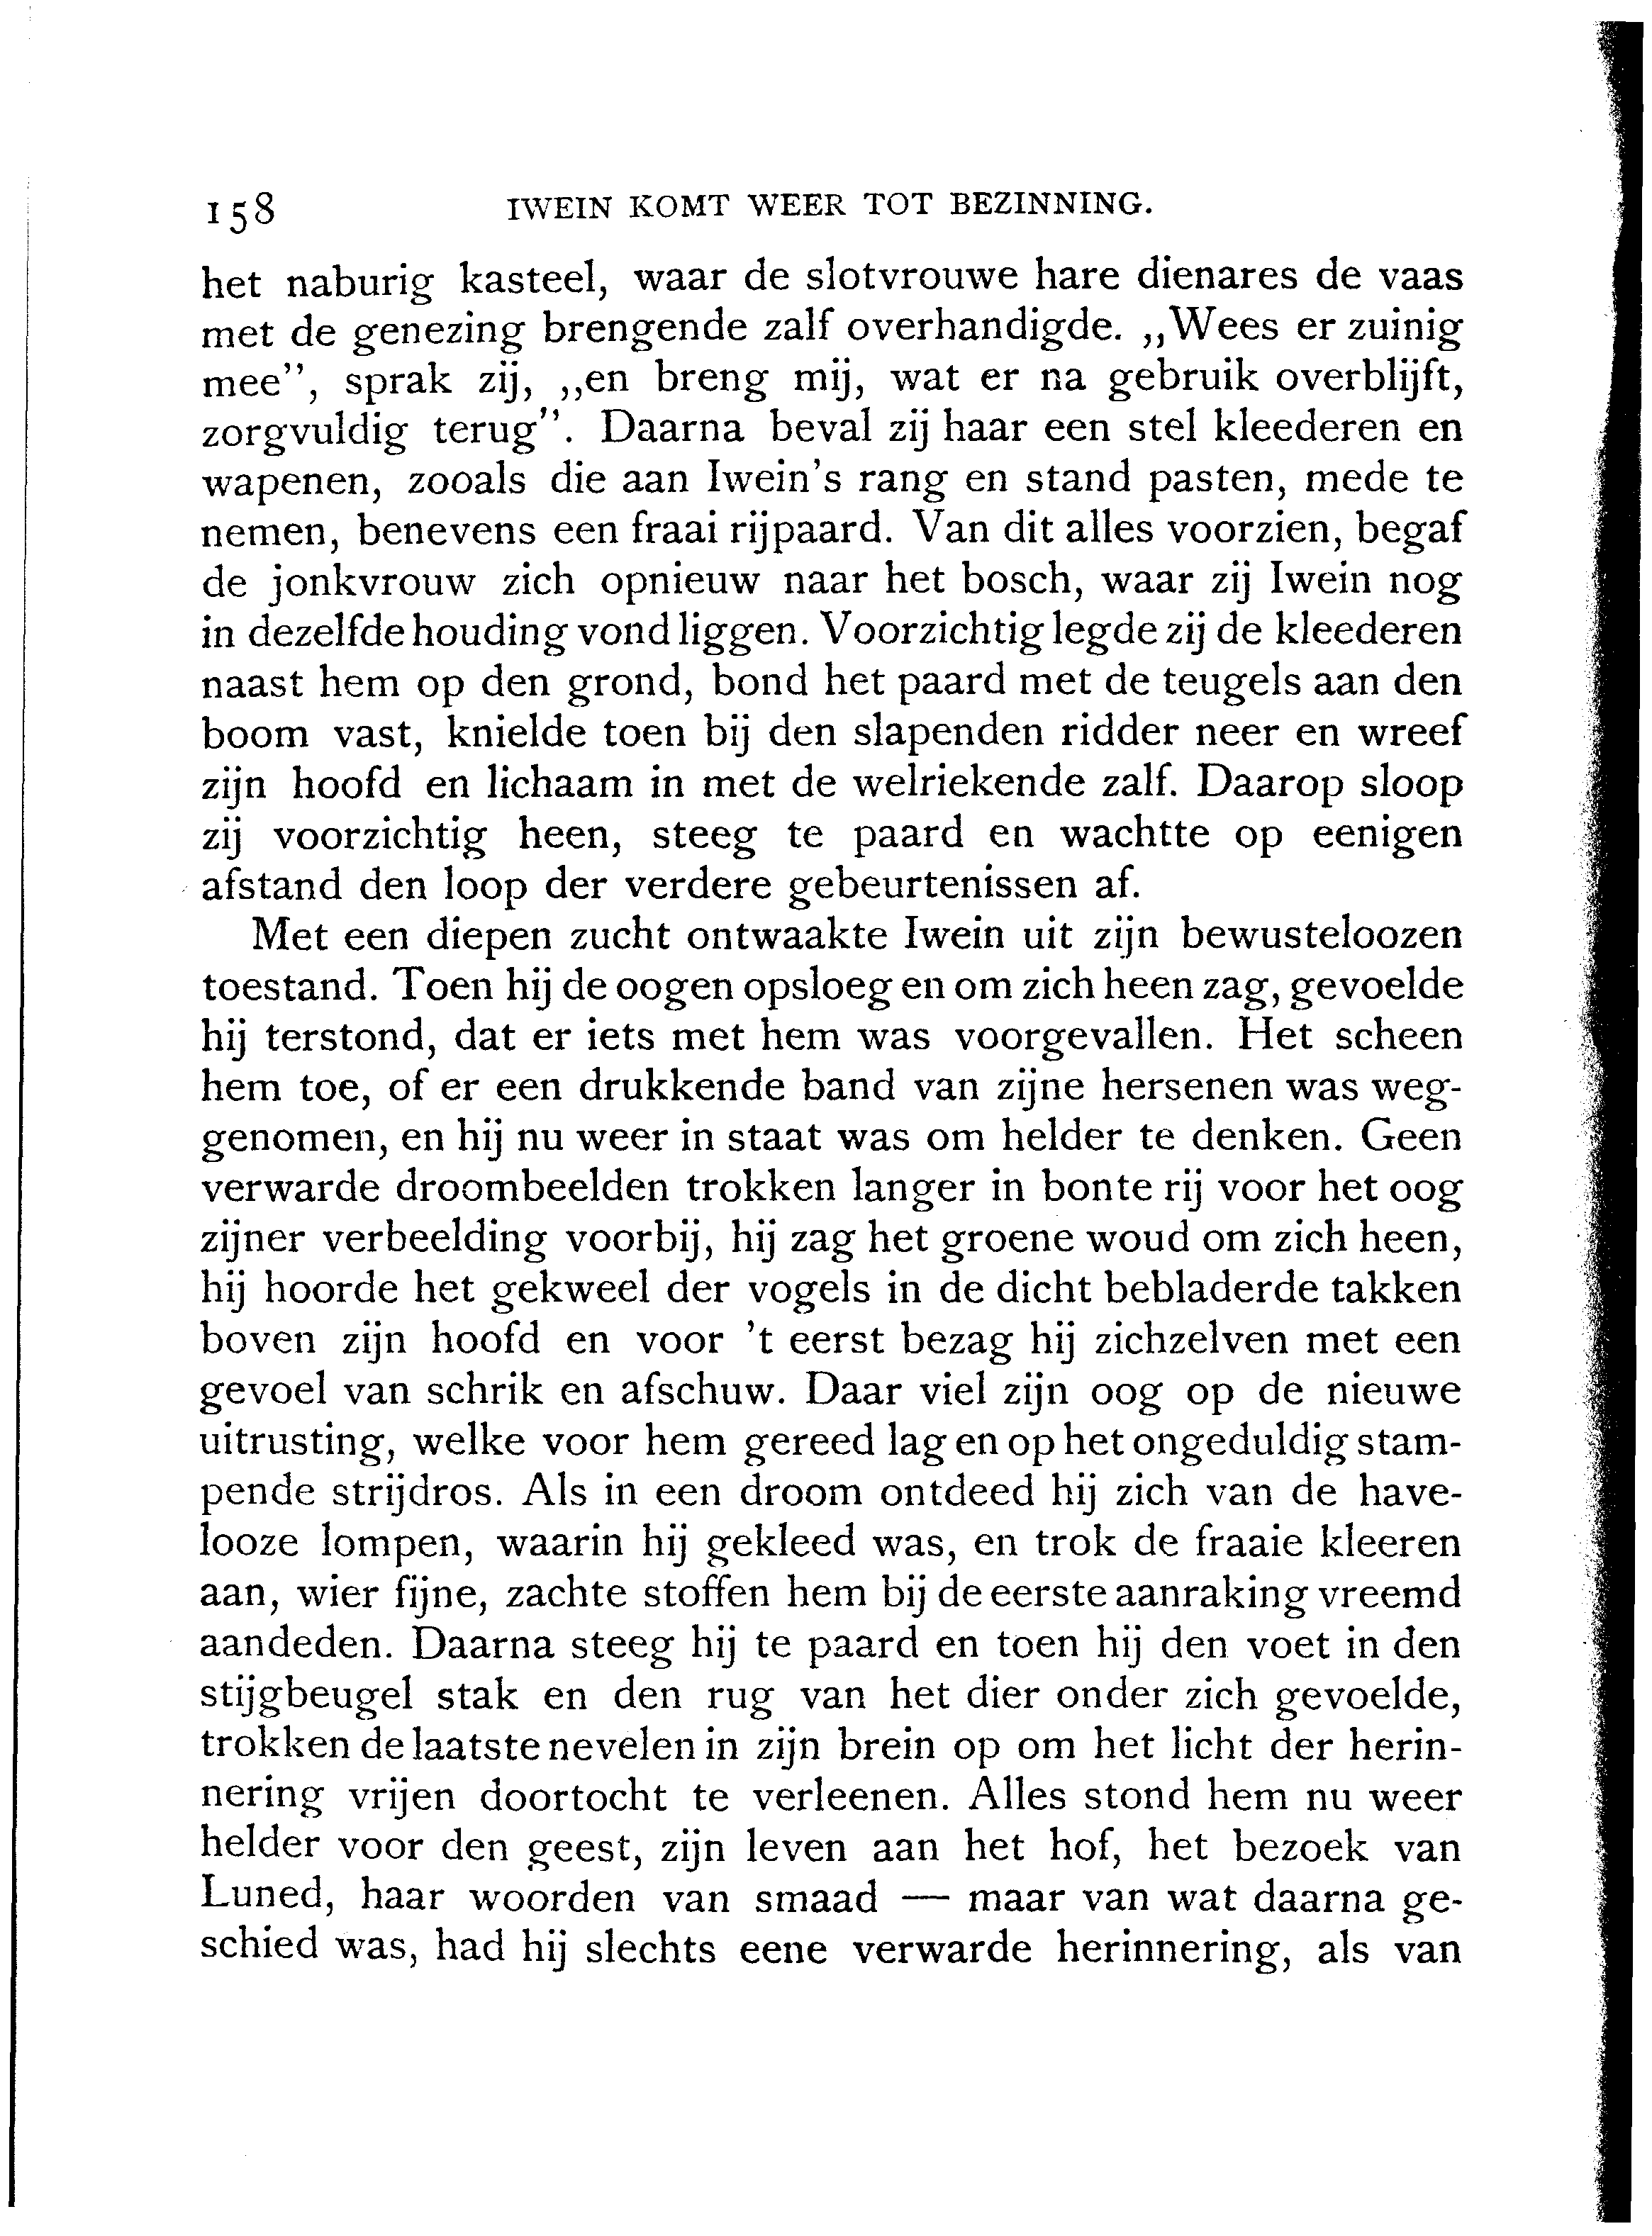 158 IWEIN KOMT WEER TOT BEZINNING.
het naburig kasteel, waar de slotvrouwe hare dienares de vaas
met de genezing brengende zalf overhandigde. ,,Wees er zuinig
mee'', sprak zij, ,,en breng mij, wat er na gebruik overblijft,
zorgvuldig terug''. Daarna beval zij haar een stel kleederen en
wapenen, zooals die aan Iwein's rang en stand pasten, mede te
nemen, benevens een fraai rijpaard. Van dit alles voorzien, begaf
de jonkvrouw zich opnieuw naar het bosch, waar zij Iwein nog
in dezelfde houding vond liggen. Voorzichtig legde zij de kleederen
naast hem op den grond, bond het paard met de teugels aan den
boom vast, knielde toen bij den slapenden ridder neer en wreef
zijn hoofd en lichaam in met de welriekende zalf. Daarop sloop
zij voorzichtig heen, steeg te paard en wachtte op eenigen
afstand den loop der verdere gebeurtenissen af.
Met een diepen zucht ontwaakte Iwein uit zijn bewusteloozen
toestand. Toen hij de oogen opsloeg en om zich heen zag, gevoelde
hij terstond, dat er iets met hem was voorgevallen. Het scheen
hem toe, of er een drukkende band van zijne hersenen was weg-
genomen, en hij nu weer in staat was om helder te denken. Geen
verwarde droombeelden trokken langer in bonte rij voor het oog
zijner verbeelding voorbij, hij zag het groene woud om zich heen,
hij hoorde het gekweel der vogels in de dicht bebladerde takken
boven zijn hoofd en voor 't eerst bezag hij zichzelven met een
gevoel van schrik en afschuw. Daar viel zijn oog op de nieuwe
uitrusting, welke voor hem gereed lag en op het ongeduldig stam-
pende strijdros. Als in een droom ontdeed hij zich van de have-
looze lompen, waarin hij gekleed was, en trok de fraaie kleeren
aan, wier fijne, zachte stoffen hem bij de eerste aanraking vreemd
aandeden. Daarna steeg hij te paard en toen hij den voet in den
stijgbeugel stak en den rug van het dier onder zich gevoelde,
trokken de laatste nevelen in zijn brein op om het licht der herin-
nering vrijen doortocht te verleenen. Alles stond hem nu weer
helder voor den geest, zijn leven aan het hof, het bezoek van
Luned, haar woorden van smaad — maar van wat daarna ge-
schied was, had hij slechts eene verwarde herinnering, als van